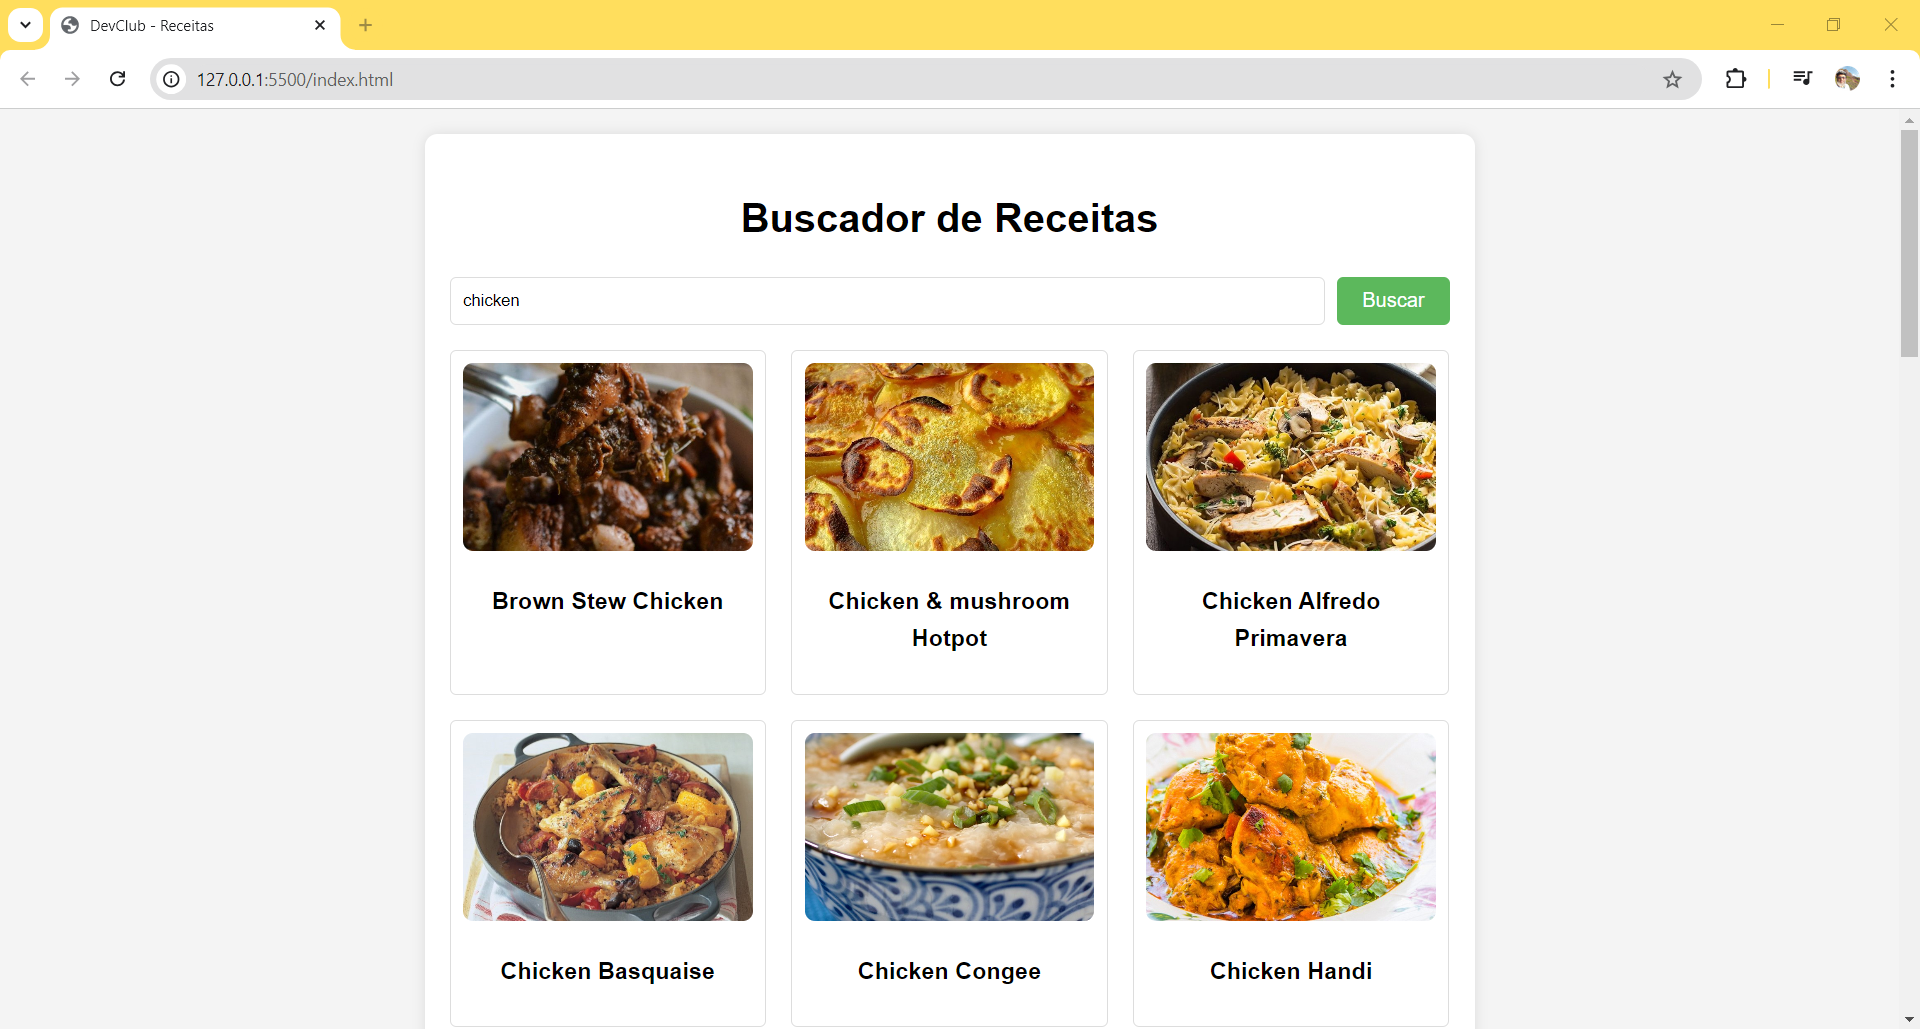 DevClub - Receitas
127.0.0.1:5500/index.html
Buscador de Receitas
chicken
Buscar
Brown Stew Chicken
Chicken & mushroom
Hotpot
Chicken Alfredo
Primavera
Chicken Basquaise
Chicken Congee
Chicken Handi